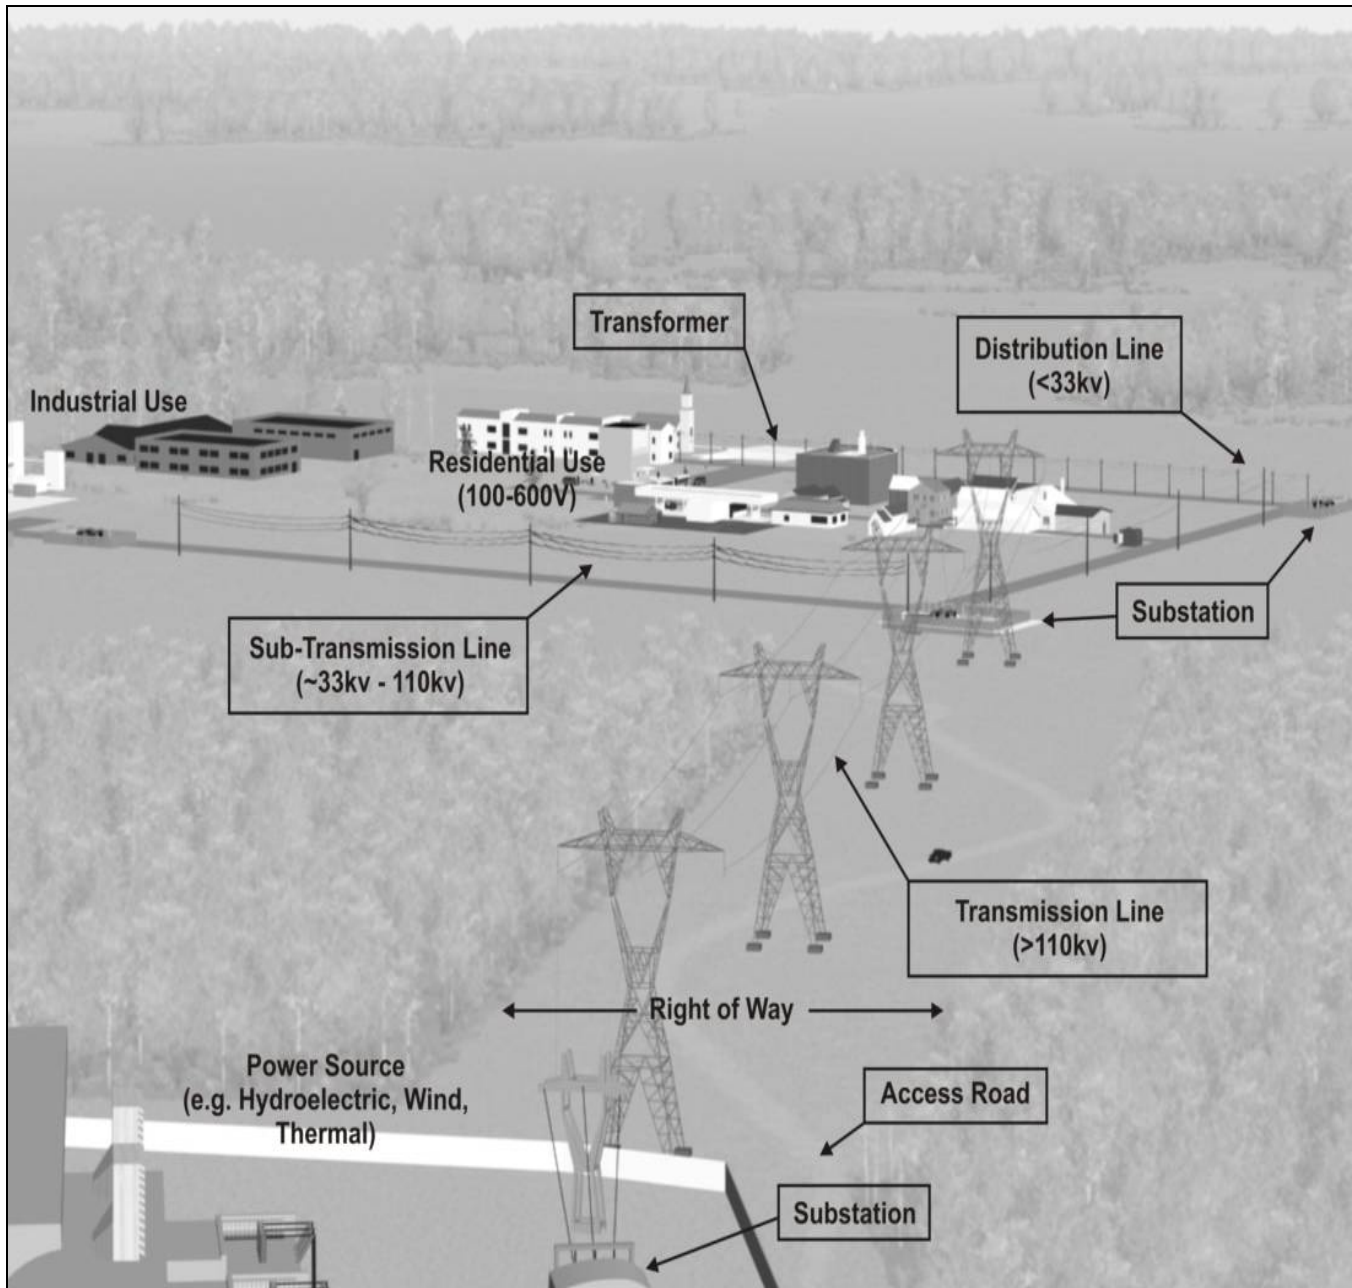 Transformer
Distribution Line
(<33kv)
Industrial Use
Residential Use
(100-600V)
Substation
Sub-Transmission Line
(~33kv - 110kv)
Transmission Line
(>110kv)
Right of Way
Power Source
(e.g. Hydroelectric, Wind,
Thermal)
Access Road
Substation